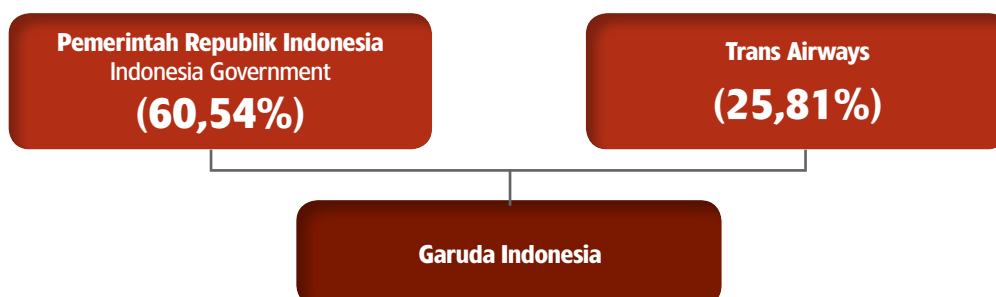 Pemerintah Republik Indonesia
Indonesia Government
(60,54%)
Trans Airways
(25,81%)
Garuda Indonesia